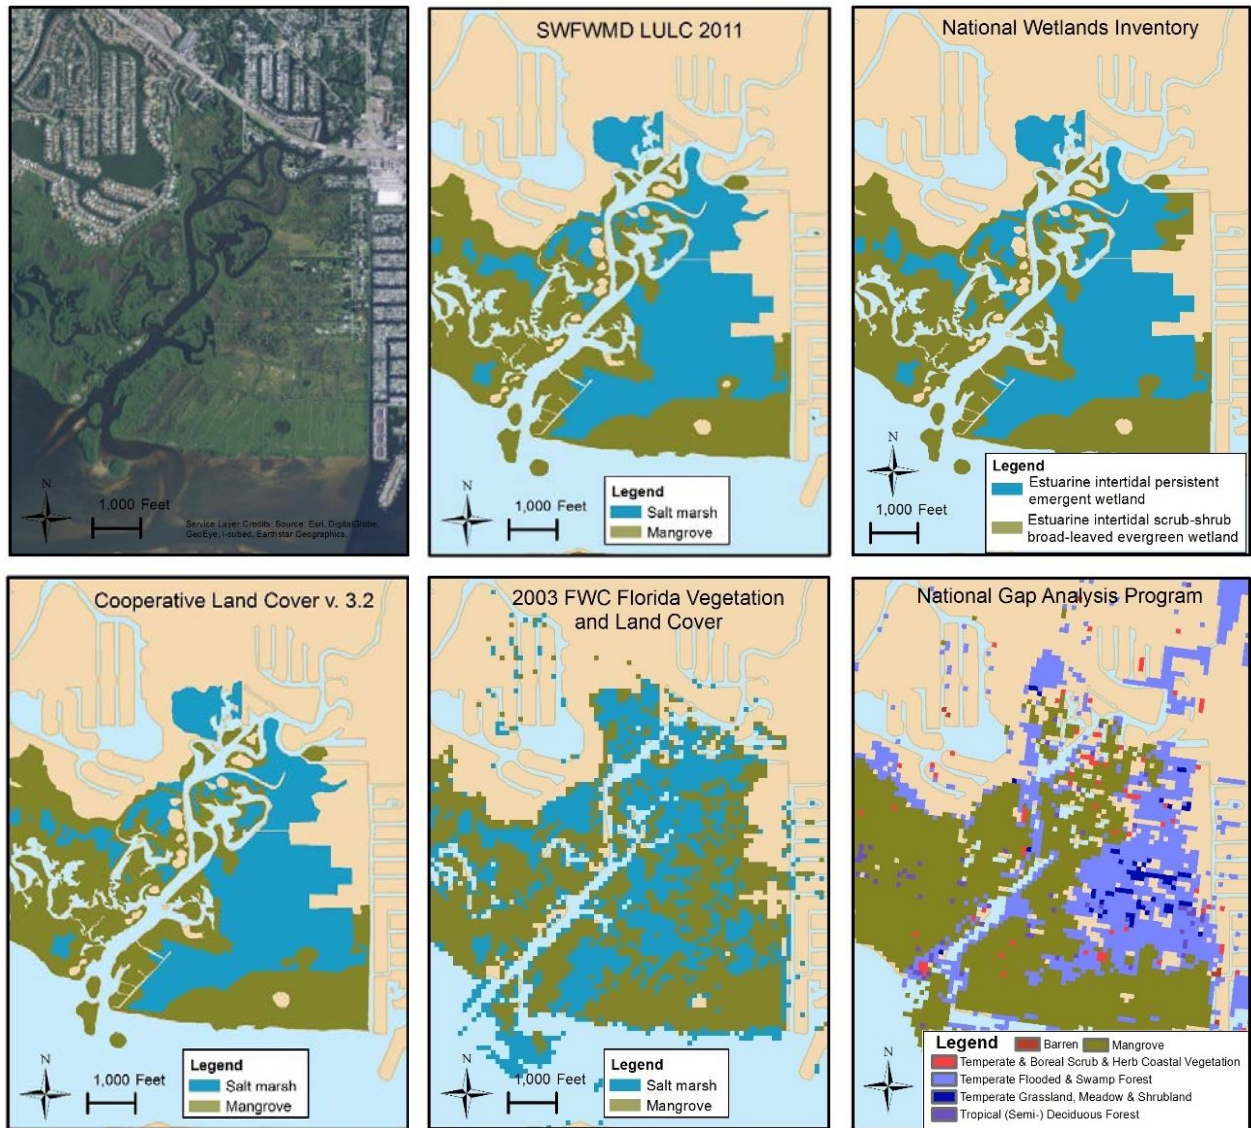 N
1,000 Feet
Service Layer Credits: Source: Esri, DigitalGlobe,
GeoEye, i-cubed, Earthstar Geographics,
SWFWMD LULC 2011
N
1,000 Feet
Legend
Salt marsh
Mangrove
National Wetlands Inventory
N
1,000 Feet
Legend
Estuarine intertidal persistent
emergent wetland
Estuarine intertidal scrub-shrub
broad-leaved evergreen wetland
Cooperative Land Cover v. 3.2
N
1,000 Feet
Legend
Salt marsh
Mangrove
2003 FWC Florida Vegetation
and Land Cover
N
1,000 Feet
Legend
Salt marsh
Mangrove
National Gap Analysis Program
N
Legend
Barren
Mangrove
Temperate & Boreal Scrub & Herb Coastal Vegetation
Temperate Flooded & Swamp Forest
Temperate Grassland, Meadow & Shrubland
Tropical (Semi-) Deciduous Forest